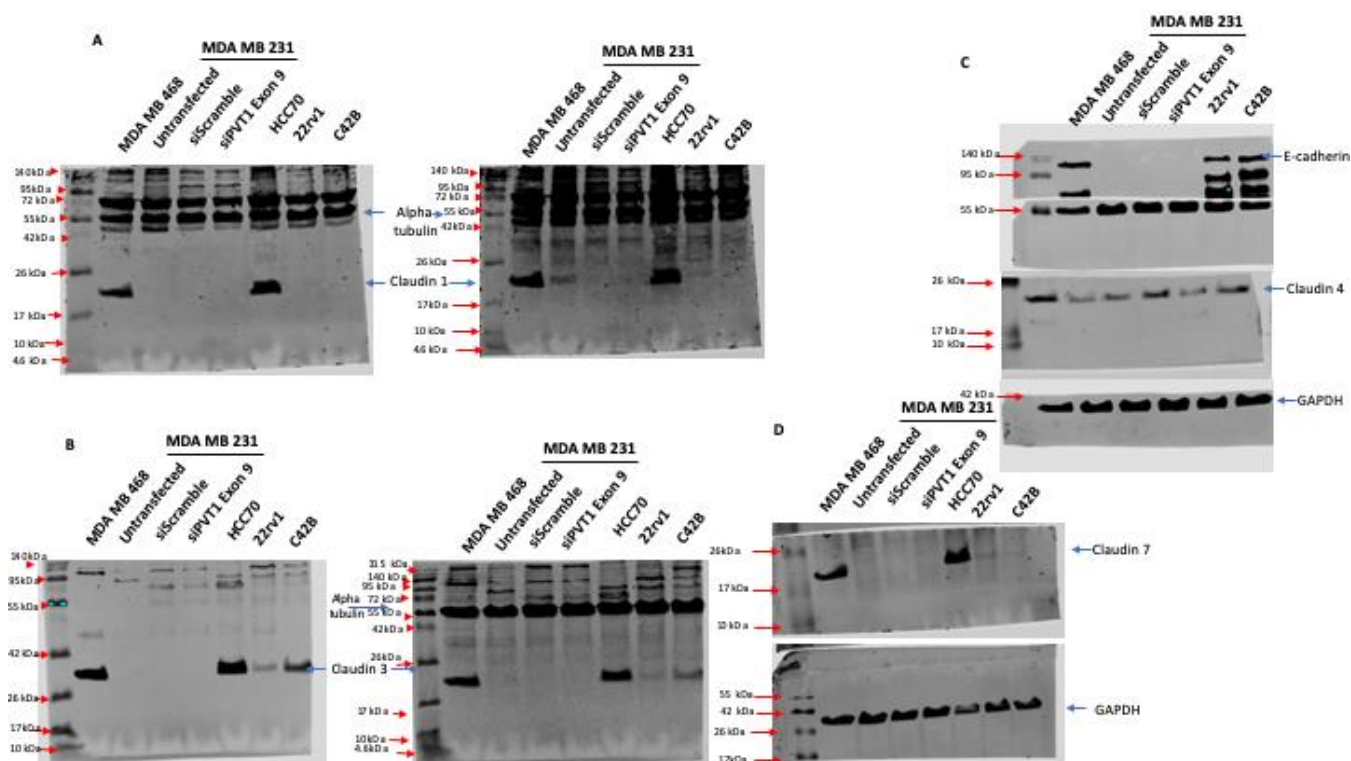 A
MDA MB 231
MDA MB 468
Untransfected
siScramble
siPVT1 Exon 9
HCC70
22rv1
C42B
140kDa
95kDa
72 kDa
55kDa
42kDa
26 kDa
17 kDa
10 kDa
4.6 kDa
Alpha
tubulin
Claudin 1
MDA MB 231
MDA MB 468
Untransfected
siScramble
siPVT1 Exon 9
HCC70
22rv1
C42B
140 kDa
95 kDa
72 kDa
55 kDa
42kDa
26 kDa
17kDa
10 kDa
4.6 kDa
C
MDA MB 231
MDA MB 468
Untransfected
siScramble
siPVT1 Exon 9
22rv1
C42B
140 kDa
95 kDa
55 kDa
E-cadherin
26 kDa
17 kDa
10 kDa
Claudin 4
42 kDa
GAPDH
B
MDA MB 231
MDA MB 468
Untransfected
siScramble
siPVT1 Exon 9
HCC70
22rv1
C42B
140kDa
95kDa
55 kDa
42 kDa
26 kDa
17kDa
10 kDa
Alpha
tubulin
Claudin 3
MDA MB 231
MDA MB 468
Untransfected
siScramble
siPVT1 Exon 9
HCC70
22rv1
C42B
315 kDa
140 kDa
95 kDa
72 kDa
55 kDa
42 kDa
26 kDa
17 kDa
10kDa
4.6kDa
D
MDA MB 231
MDA MB 468
Untransfected
siScramble
siPVT1 Exon 9
HCC70
22rv1
C42B
26kDa
17 kDa
10 kDa
Claudin 7
55 kDa
42 kDa
26 kDa
17kDa
GAPDH